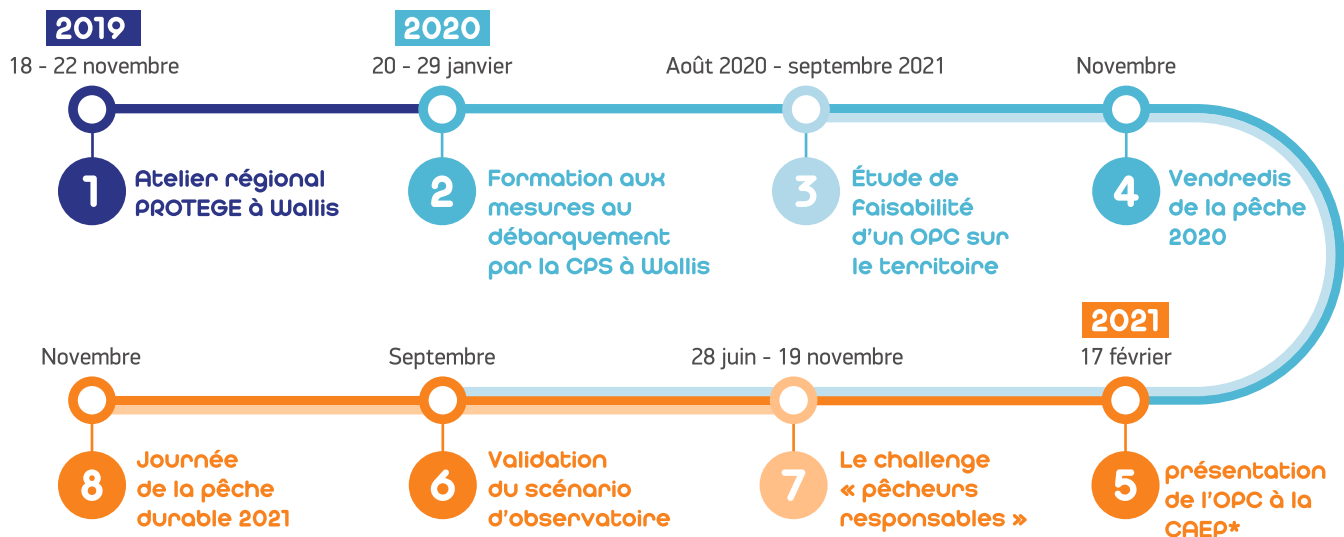 2019
18 - 22 novembre
1
Atelier régional
PROTEGE à Wallis
2020
20 - 29 janvier
2
Formation aux
mesures au
débarquement
par la CPS à Wallis
Août 2020 - septembre 2021
3
Étude de
faisabilité
d'un OPC sur
le territoire
Novembre
4
Vendredis
de la pêche
2020
2021
17 février
5
présentation
de l'OPC à la
CAEP*
28 juin - 19 novembre
7
Le challenge
« pêcheurs
responsables »
Septembre
6
Validation
du scénario
d'observatoire
Novembre
8
Journée
de la pêche
durable 2021